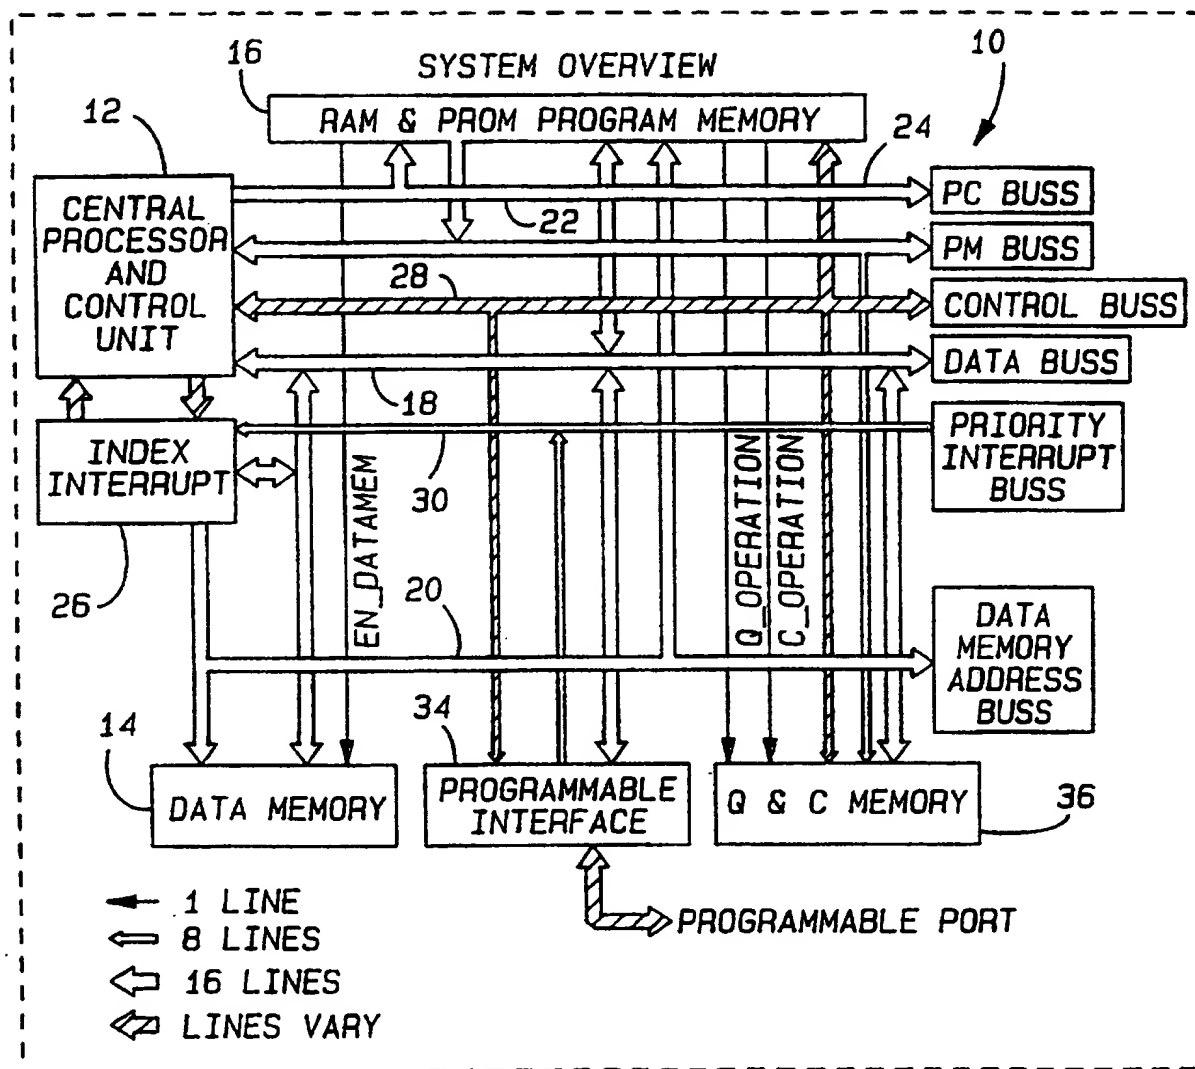 10
16
SYSTEM OVERVIEW
12
RAM & PROM PROGRAM MEMORY
24
CENTRAL
PROCESSOR
AND
CONTROL
UNIT
PC BUSS
22
PM BUSS
28
CONTROL BUSS
DATA BUSS
18
INDEX
INTERRUPT
30
PRIORITY
INTERRUPT
BUSS
EN_DATAMEM
Q_OPERATION
C_OPERATION
26
20
DATA
MEMORY
ADDRESS
BUSS
14
34
DATA MEMORY
PROGRAMMABLE
INTERFACE
Q & C MEMORY
36
1 LINE
8 LINES
16 LINES
LINES VARY
PROGRAMMABLE PORT